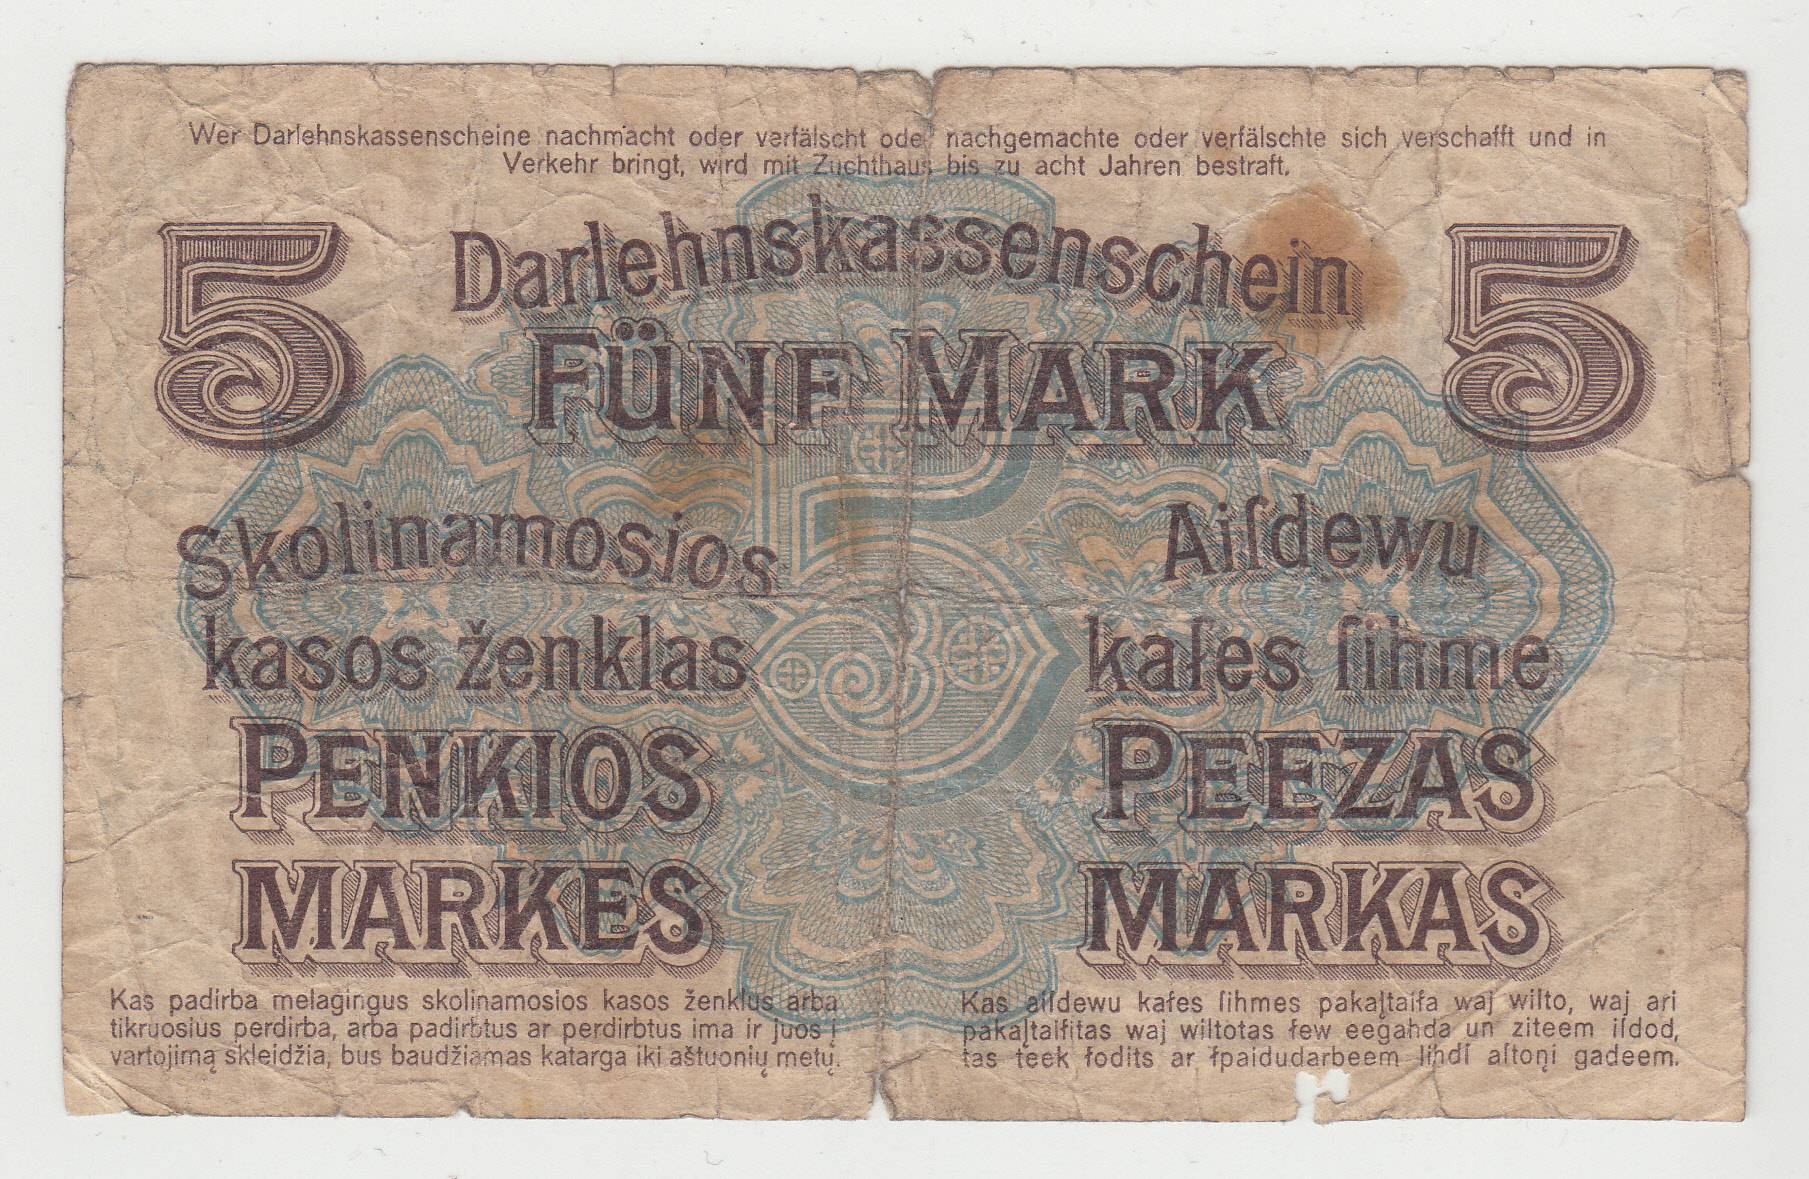 Wer Darlehnskassenscheine nachmacht oder verfälscht oder nachgemachte oder verfälschte sich verschafft und in
Verkehr bringt, wird mit Zuchthaus bis zu acht Jahren bestraft.
5 Darlehnskassenschein 5
FÜNF MARK
Skolinamosios
kasos ženklas
PENKIOS
MARKES
Aiſdewu
kaſes ſihme
PEEZAS
MARKAS
5
Kas padirba melagingus skolinamosios kasos ženklus arba
tikruosius perdirba, arba padirbtus ar perdirbtus ima ir juos į
vartojimą skleidžia, bus baudžiamas katarga iki aštuonių metų.
Kas aiſdewu kaſes ſihmes pakaļtaiſa waj wilto, waj ari
pakaļtaiſitas waj wiltotas ſew eegahda un ziteem iſdod,
tas teek ſodits ar ſpaidudarbeem lihdſ aſtoņi gadeem.